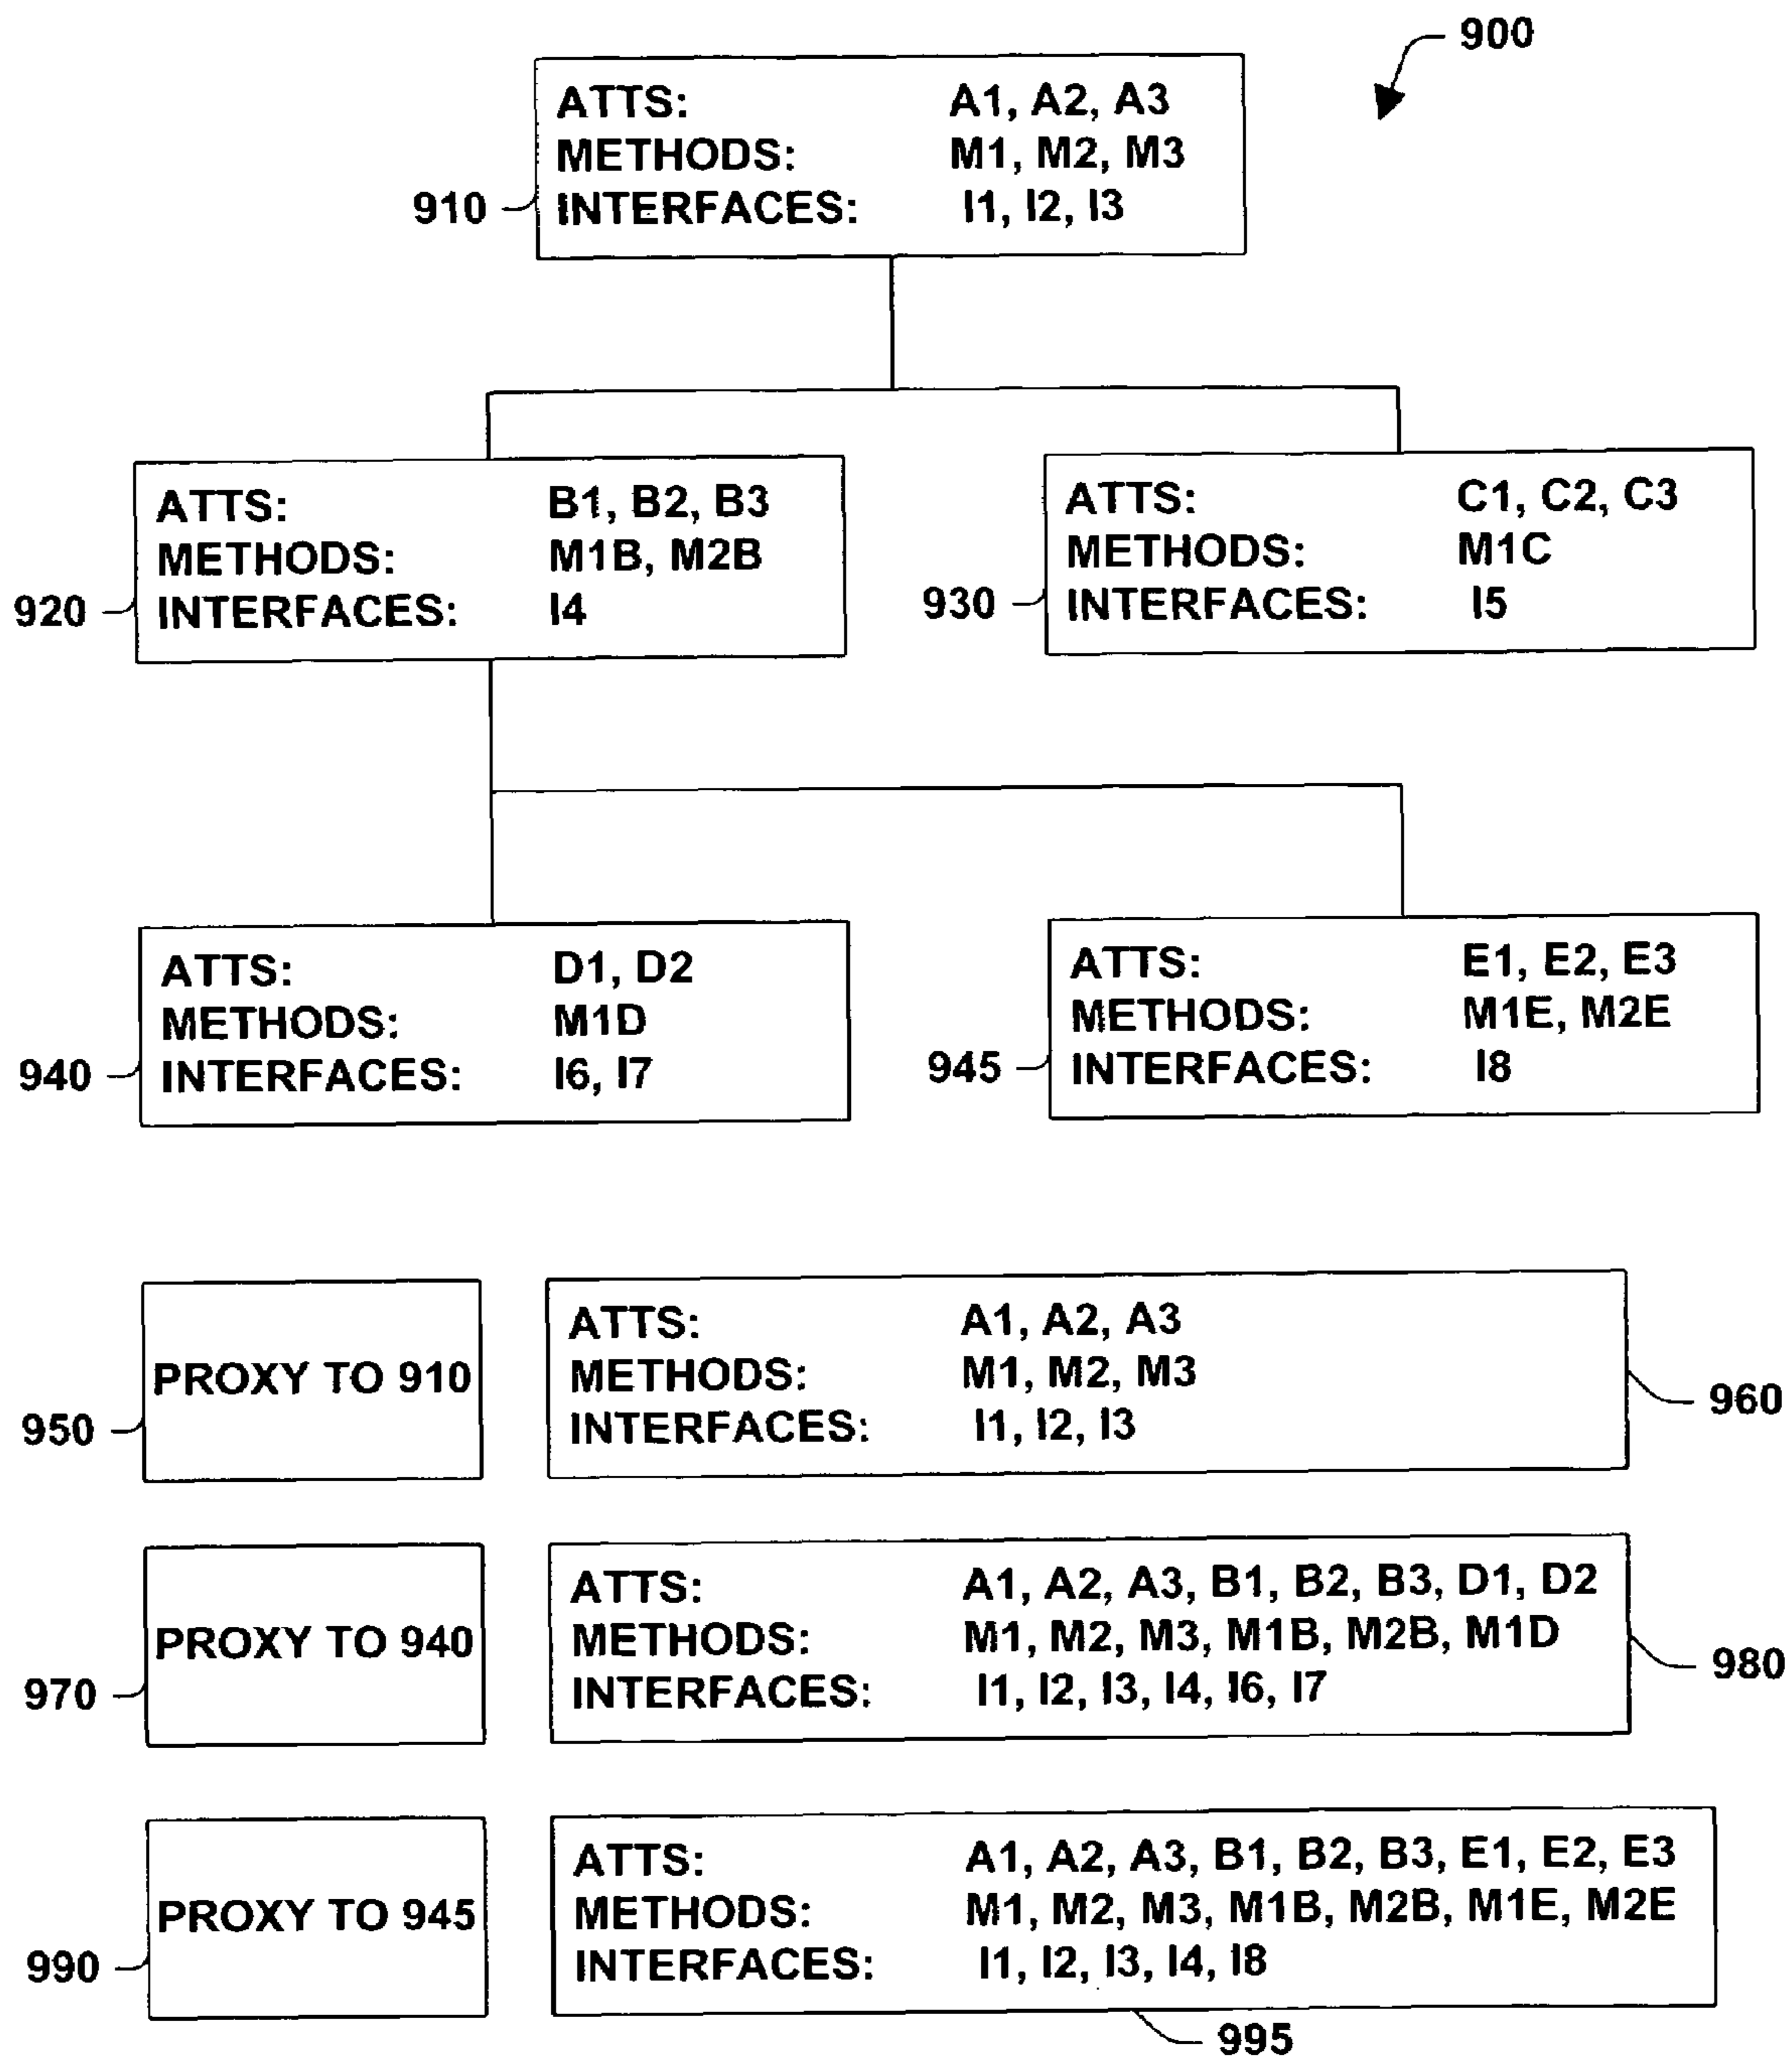 900
ATTS: A1, A2, A3
METHODS: M1, M2, M3
910 INTERFACES: I1, I2, I3
ATTS: B1, B2, B3
METHODS: M1B, M2B
920 INTERFACES: I4
ATTS: C1, C2, C3
METHODS: M1C
930 INTERFACES: I5
ATTS: D1, D2
METHODS: M1D
940 INTERFACES: I6, I7
ATTS: E1, E2, E3
METHODS: M1E, M2E
945 INTERFACES: I8
PROXY TO 910
950
ATTS: A1, A2, A3
METHODS: M1, M2, M3
INTERFACES: I1, I2, I3
960
PROXY TO 940
970
ATTS: A1, A2, A3, B1, B2, B3, D1, D2
METHODS: M1, M2, M3, M1B, M2B, M1D
INTERFACES: I1, I2, I3, I4, I6, I7
980
PROXY TO 945
990
ATTS: A1, A2, A3, B1, B2, B3, E1, E2, E3
METHODS: M1, M2, M3, M1B, M2B, M1E, M2E
INTERFACES: I1, I2, I3, I4, I8
995